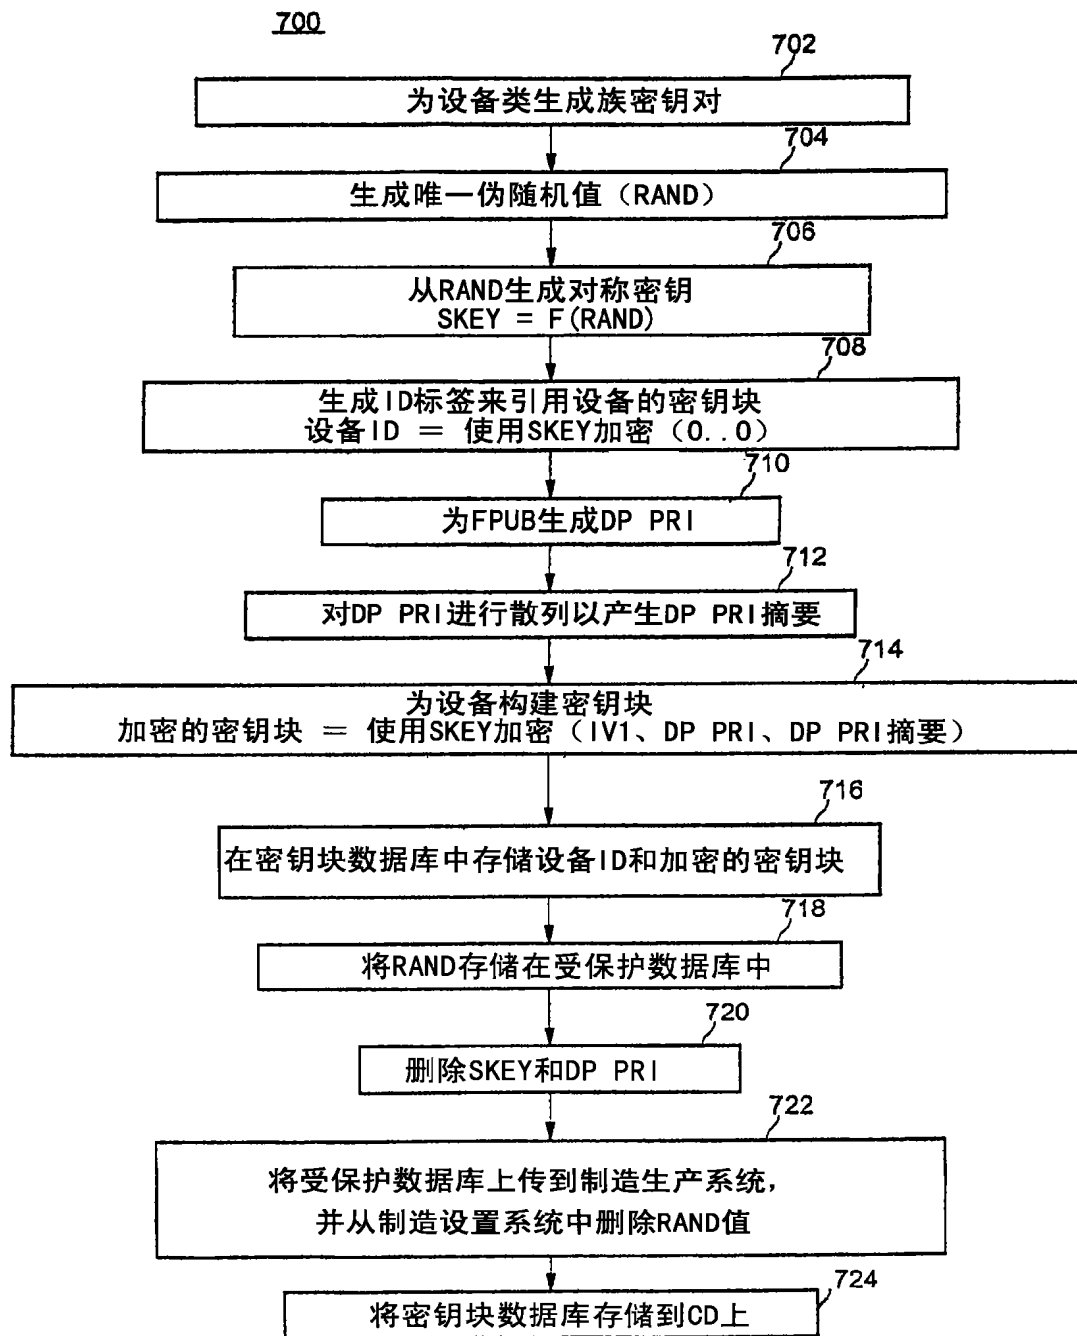 700
702
为设备类生成族密钥对
704
生成唯一伪随机值（RAND）
706
从RAND生成对称密钥
SKEY = F(RAND)
708
生成ID标签来引用设备的密钥块
设备ID = 使用SKEY加密（0..0）
710
为FPUB生成DP PRI
712
对DP PRI进行散列以产生DP PRI摘要
714
为设备构建密钥块
加密的密钥块 = 使用SKEY加密（IV1、DP PRI、DP PRI摘要）
716
在密钥块数据库中存储设备ID和加密的密钥块
718
将RAND存储在受保护数据库中
720
删除SKEY和DP PRI
722
将受保护数据库上传到制造生产系统，
并从制造设置系统中删除RAND值
724
将密钥块数据库存储到CD上